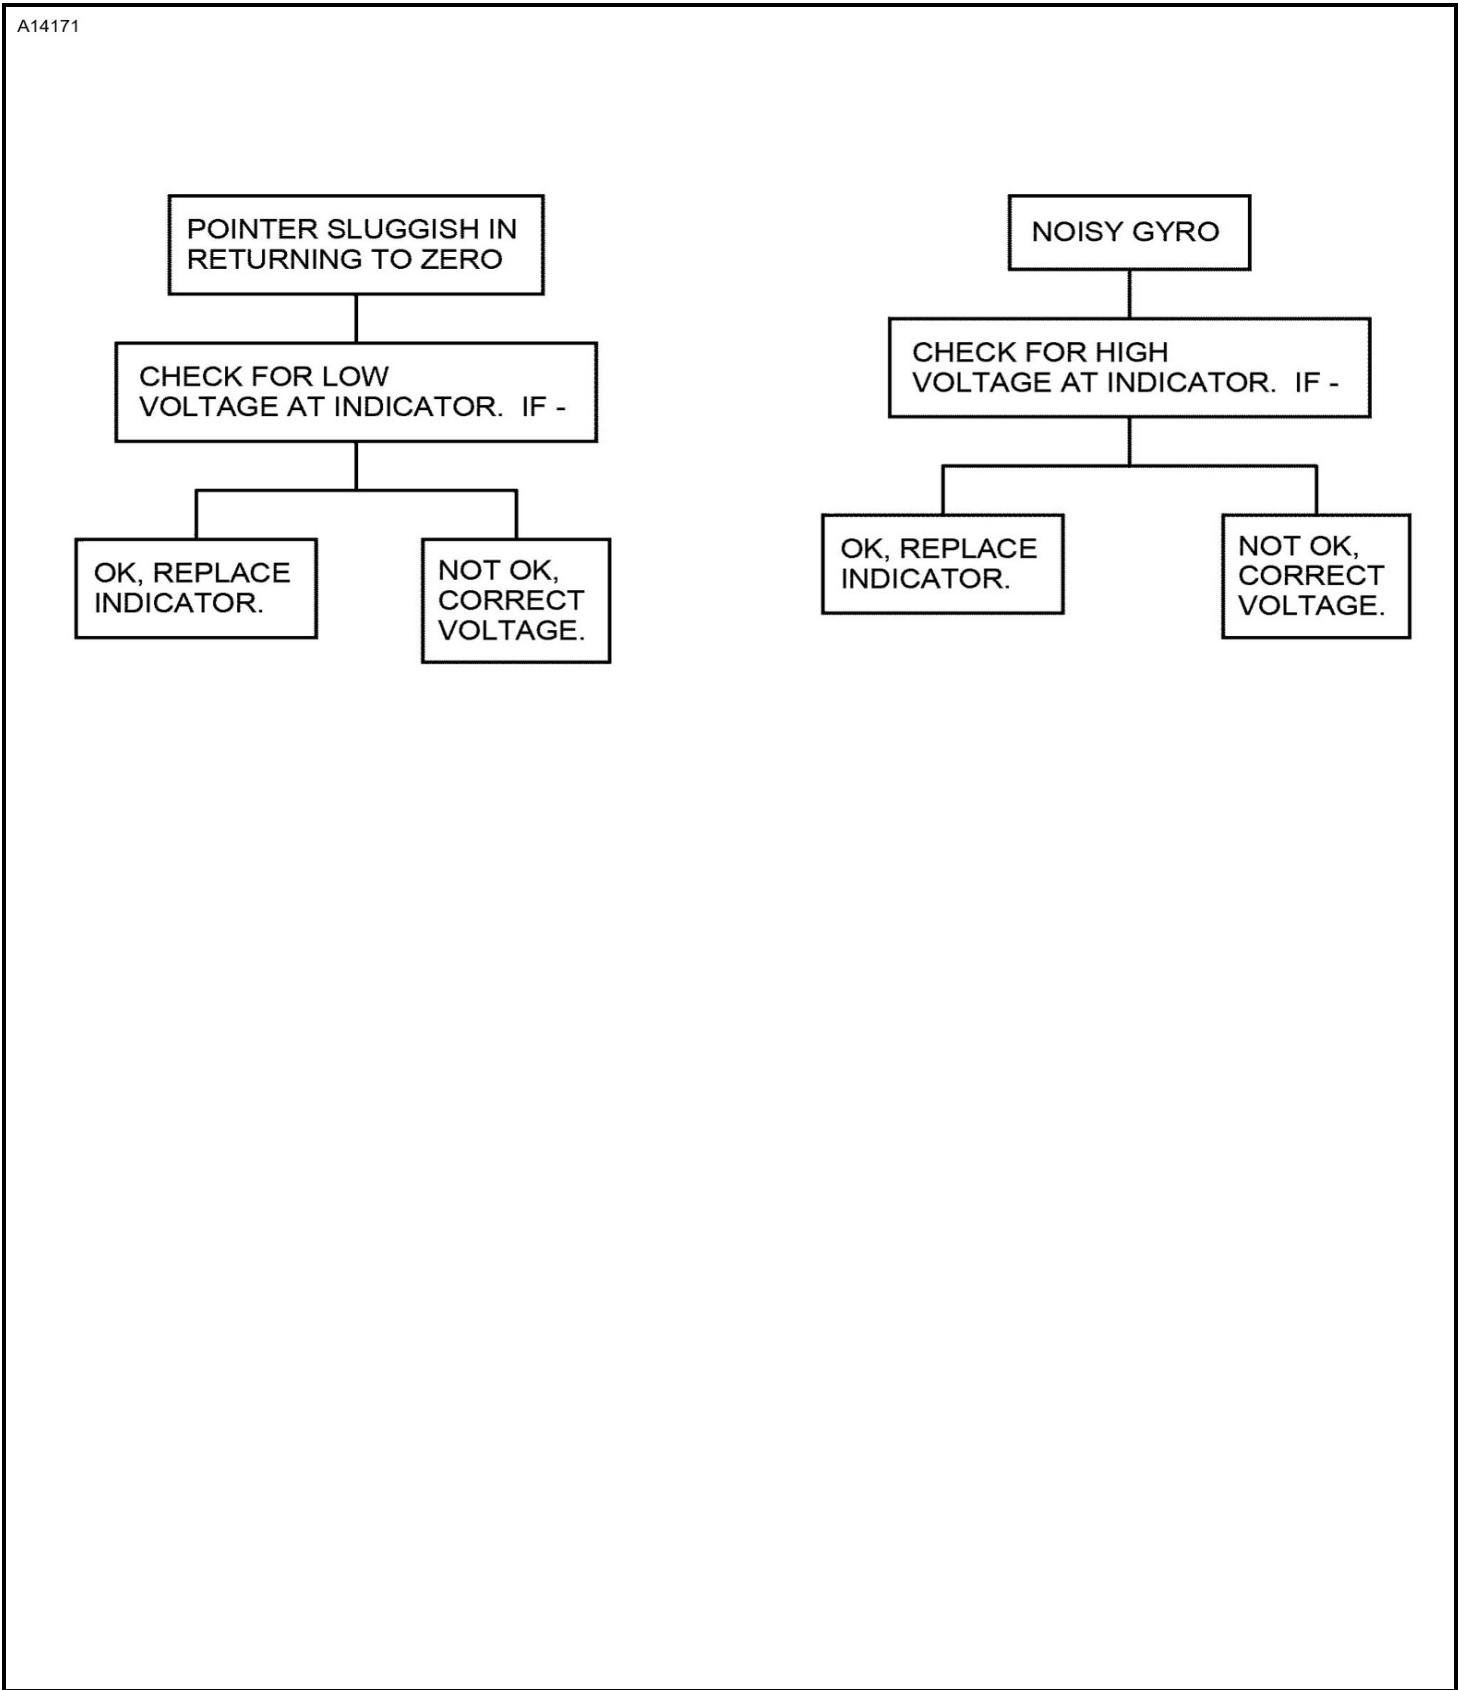 A14171
POINTER SLUGGISH IN
RETURNING TO ZERO
CHECK FOR LOW
VOLTAGE AT INDICATOR.  IF -
OK, REPLACE
INDICATOR.
NOT OK,
CORRECT
VOLTAGE.
NOISY GYRO
CHECK FOR HIGH
VOLTAGE AT INDICATOR.  IF -
OK, REPLACE
INDICATOR.
NOT OK,
CORRECT
VOLTAGE.